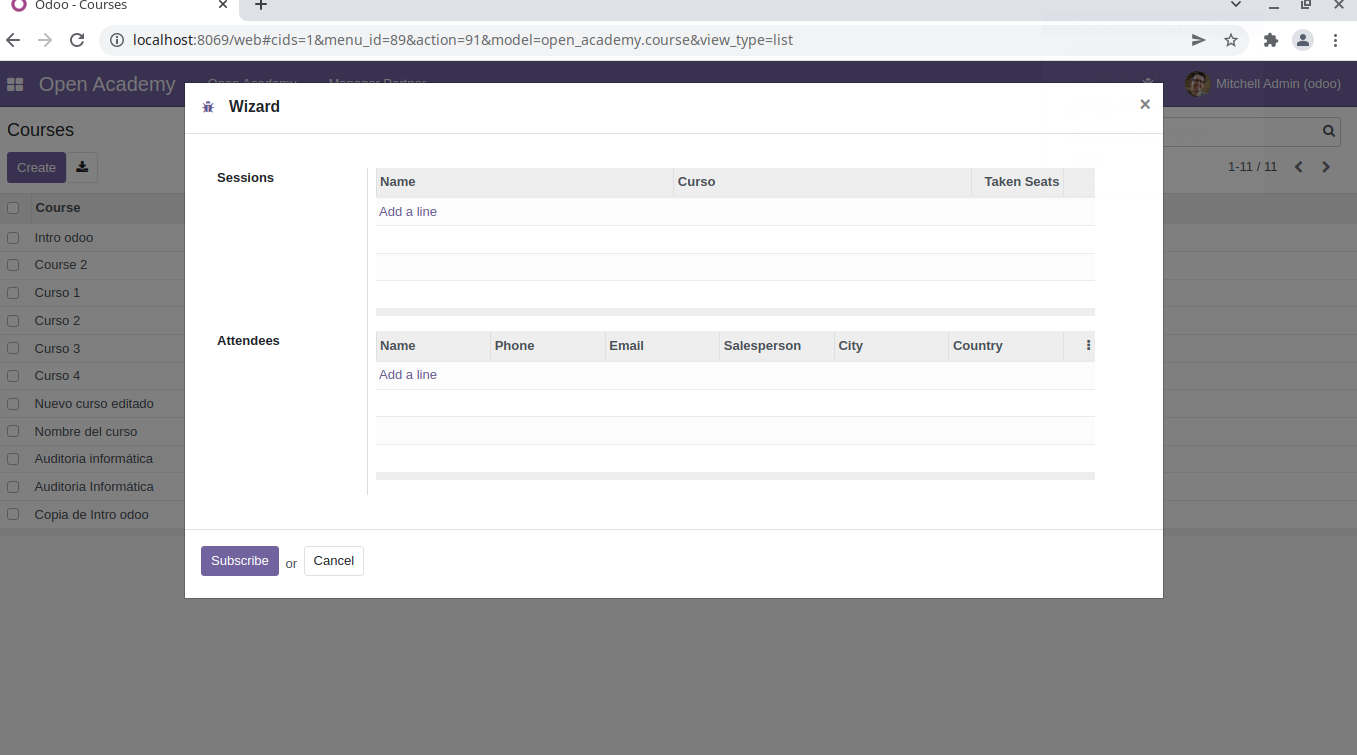 Odoo - Courses
localhost:8069/web#cids=1&menu_id=89&action=91&model=open_academy.course&view_type=list
Open Academy Open Academy Manager Partner Mitchell Admin (odoo)
Wizard
Courses
Create
1-11 / 11
Course
Intro odoo
Course 2
Curso 1
Curso 2
Curso 3
Curso 4
Nuevo curso editado
Nombre del curso
Auditoria informática
Auditoria Informática
Copia de Intro odoo
Sessions
Name Curso Taken Seats
Add a line
Attendees
Name Phone Email Salesperson City Country
Add a line
Subscribe or Cancel